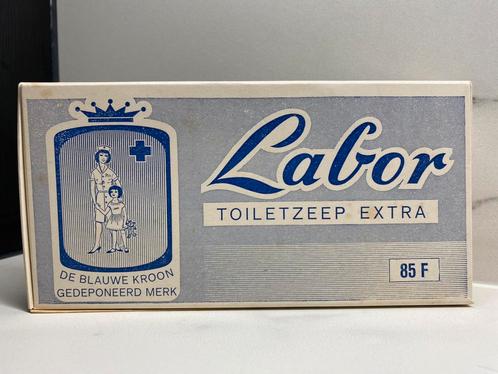 Labor
TOILETZEEP EXTRA
DE BLAUWE KROON
GEDEPONEERD MERK
85 F